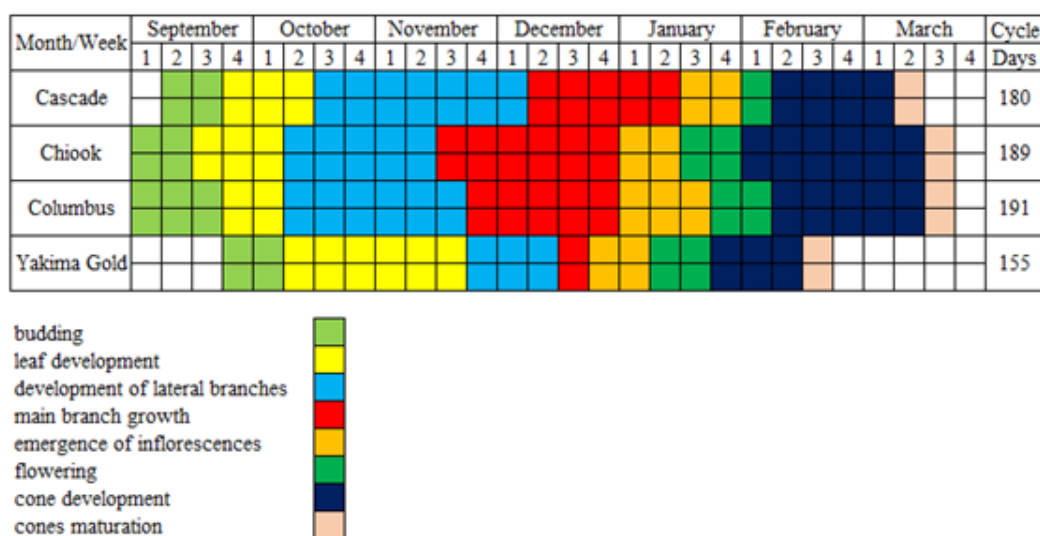 Month/Week September October November December January February March Cycle
1 2 3 4 1 2 3 4 1 2 3 4 1 2 3 4 1 2 3 4 1 2 3 4 1 2 3 4 Days
Cascade 180
Chiook 189
Columbus 191
Yakima Gold 155
budding
leaf development
development of lateral branches
main branch growth
emergence of inflorescences
flowering
cone development
cones maturation